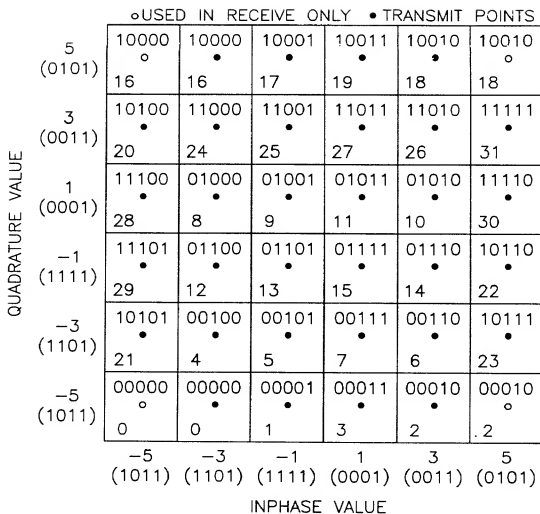 ○USED IN RECEIVE ONLY ●TRANSMIT POINTS
5 10000 10000 10001 10011 10010 10010
(0101)
16 16 17 19 18 18
3 10100 11000 11001 11011 11010 11111
(0011)
20 24 25 27 26 31
1 11100 01000 01001 01011 01010 11110
(0001)
28 8 9 11 10 30
-1 11101 01100 01101 01111 01110 10110
(1111)
29 12 13 15 14 22
-3 10101 00100 00101 00111 00110 10111
(1101)
21 4 5 7 6 23
-5 00000 00000 00001 00011 00010 00010
(1011)
0 0 1 3 2 .2
QUADRATURE VALUE
-5 -3 -1 1 3 5
(1011) (1101) (1111) (0001) (0011) (0101)
INPHASE VALUE